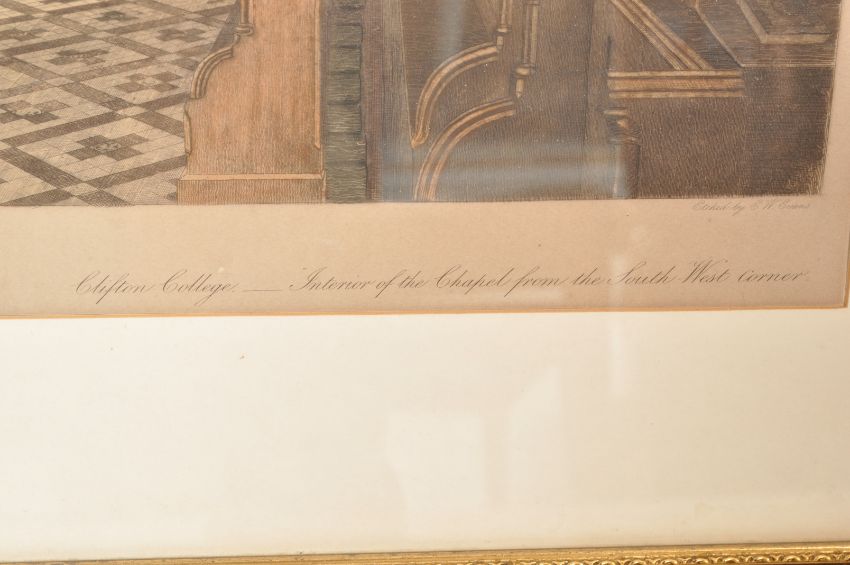 Etched by E. W. Evans
Clifton College. — Interior of the Chapel from the South West corner.